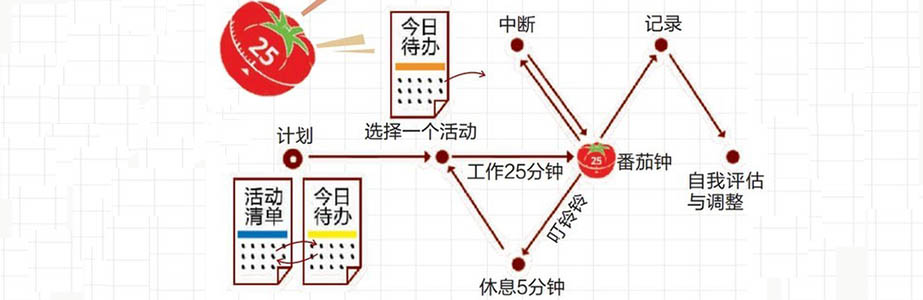 25
今日
待办
中断
记录
计划
选择一个活动
工作25分钟
25
番茄钟
自我评估
与调整
活动
清单
今日
待办
叮铃铃
休息5分钟